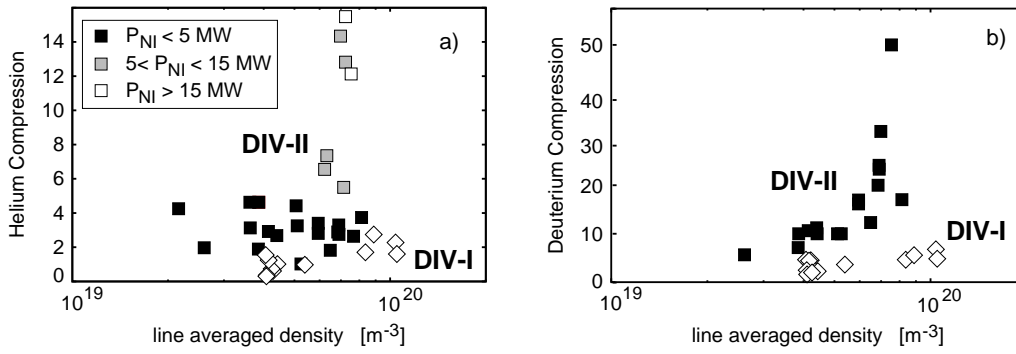 a)
P_NI < 5 MW
5< P_NI < 15 MW
P_NI > 15 MW
Helium Compression
14
12
10
8
6
4
2
0
DIV-II
DIV-I
10^19
10^20
line averaged density [m^-3]
b)
Deuterium Compression
50
40
30
20
10
0
DIV-II
DIV-I
10^19
10^20
line averaged density [m^-3]